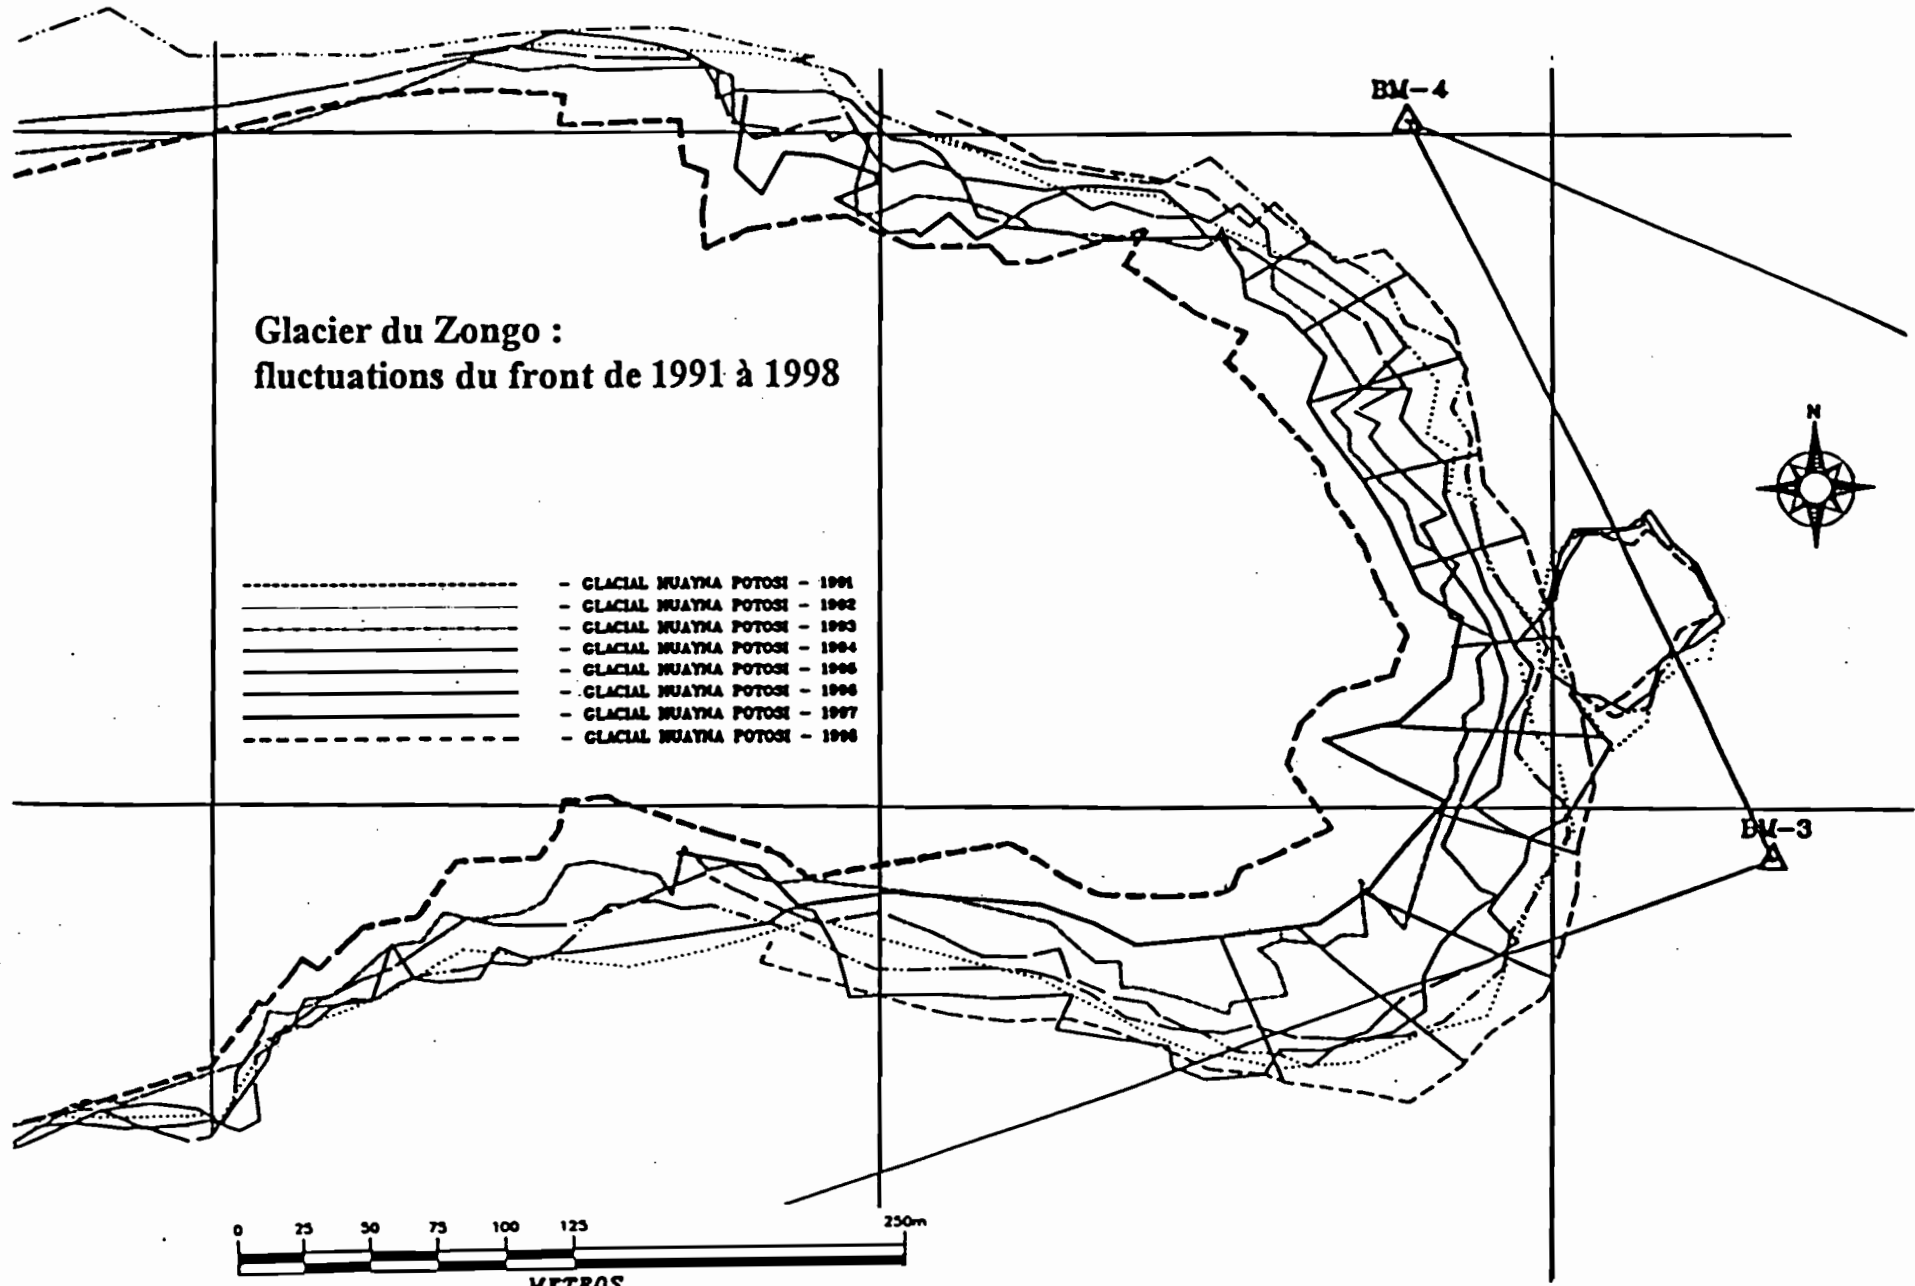 BM-4
N
Glacier du Zongo :
fluctuations du front de 1991 à 1998
- GLACIAL HUAYNA POTOSI - 1991
- GLACIAL HUAYNA POTOSI - 1992
- GLACIAL HUAYNA POTOSI - 1993
- GLACIAL HUAYNA POTOSI - 1994
- GLACIAL HUAYNA POTOSI - 1995
- GLACIAL HUAYNA POTOSI - 1996
- GLACIAL HUAYNA POTOSI - 1997
- GLACIAL HUAYNA POTOSI - 1998
BM-3
0 25 50 75 100 125 250m
METROS